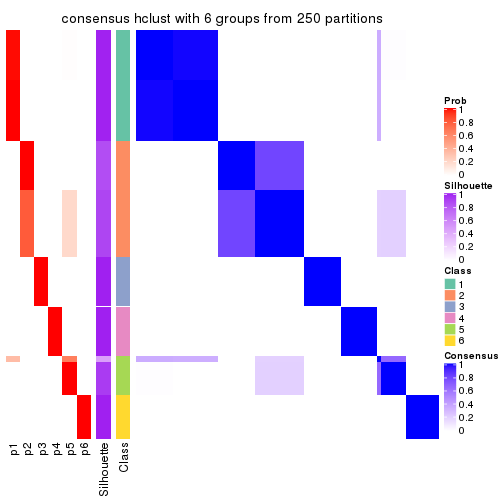 consensus hclust with 6 groups from 250 partitions
Prob
1
0.8
0.6
0.4
0.2
0
Silhouette
1
0.8
0.6
0.4
0.2
0
Class
1
2
3
4
5
6
Consensus
1
0.8
0.6
0.4
0.2
0
p1
p2
p3
p4
p5
p6
Silhouette
Class